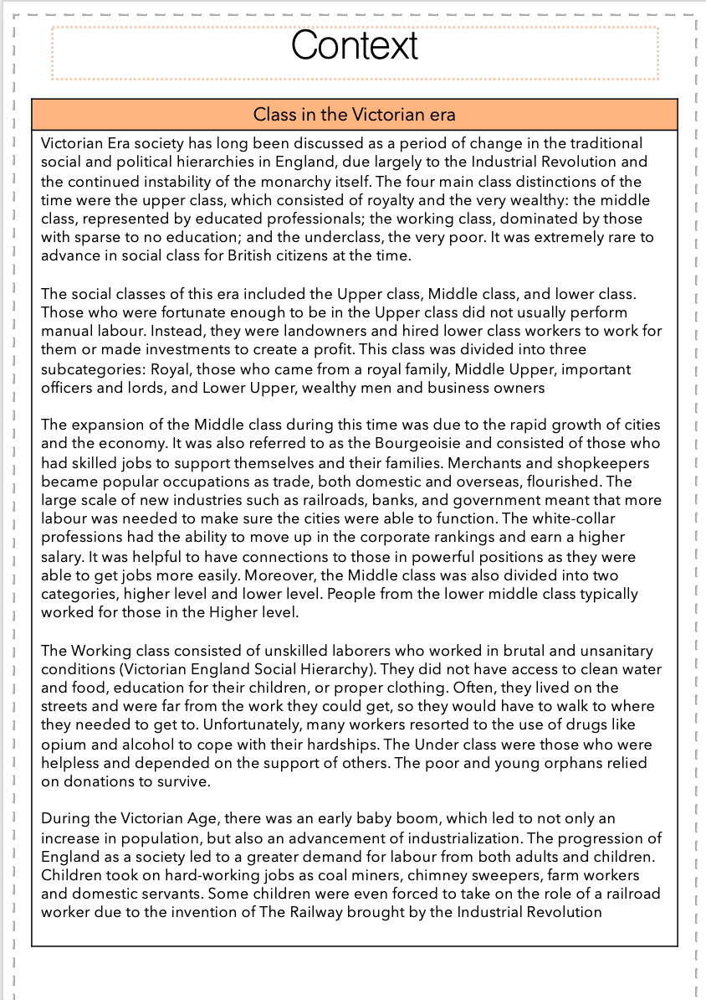 Context
Class in the Victorian era
Victorian Era society has long been discussed as a period of change in the traditional
social and political hierarchies in England, due largely to the Industrial Revolution and
the continued instability of the monarchy itself. The four main class distinctions of the
time were the upper class, which consisted of royalty and the very wealthy: the middle
class, represented by educated professionals; the working class, dominated by those
with sparse to no education; and the underclass, the very poor. It was extremely rare to
advance in social class for British citizens at the time.
The social classes of this era included the Upper class, Middle class, and lower class.
Those who were fortunate enough to be in the Upper class did not usually perform
manual labour. Instead, they were landowners and hired lower class workers to work for
them or made investments to create a profit. This class was divided into three
subcategories: Royal, those who came from a royal family, Middle Upper, important
officers and lords, and Lower Upper, wealthy men and business owners
The expansion of the Middle class during this time was due to the rapid growth of cities
and the economy. It was also referred to as the Bourgeoisie and consisted of those who
had skilled jobs to support themselves and their families. Merchants and shopkeepers
became popular occupations as trade, both domestic and overseas, flourished. The
large scale of new industries such as railroads, banks, and government meant that more
labour was needed to make sure the cities were able to function. The white-collar
professions had the ability to move up in the corporate rankings and earn a higher
salary. It was helpful to have connections to those in powerful positions as they were
able to get jobs more easily. Moreover, the Middle class was also divided into two
categories, higher level and lower level. People from the lower middle class typically
worked for those in the Higher level.
The Working class consisted of unskilled laborers who worked in brutal and unsanitary
conditions (Victorian England Social Hierarchy). They did not have access to clean water
and food, education for their children, or proper clothing. Often, they lived on the
streets and were far from the work they could get, so they would have to walk to where
they needed to get to. Unfortunately, many workers resorted to the use of drugs like
opium and alcohol to cope with their hardships. The Under class were those who were
helpless and depended on the support of others. The poor and young orphans relied
on donations to survive.
During the Victorian Age, there was an early baby boom, which led to not only an
increase in population, but also an advancement of industrialization. The progression of
England as a society led to a greater demand for labour from both adults and children.
Children took on hard-working jobs as coal miners, chimney sweepers, farm workers
and domestic servants. Some children were even forced to take on the role of a railroad
worker due to the invention of The Railway brought by the Industrial Revolution